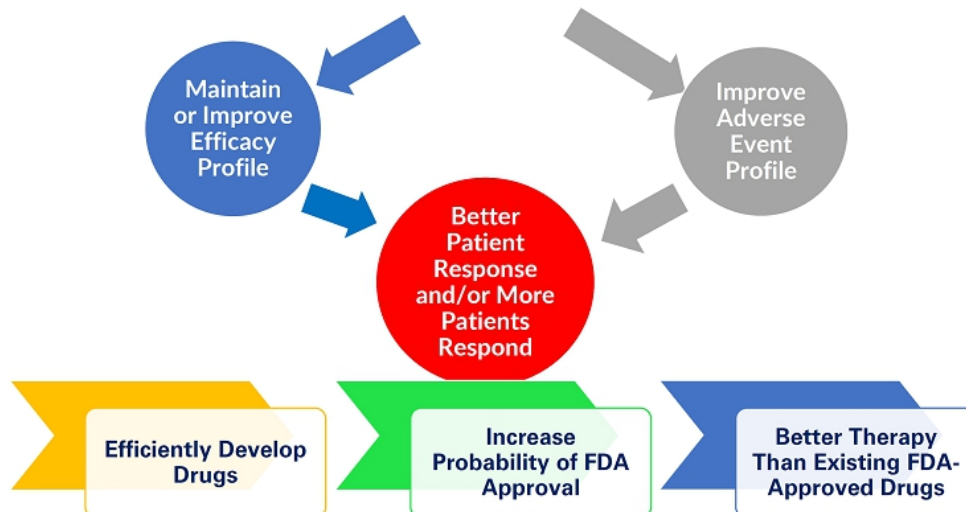 Maintain
or Improve
Efficacy
Profile
Improve
Adverse
Event
Profile
Better
Patient
Response
and/or More
Patients
Respond
Efficiently Develop
Drugs
Increase
Probability of FDA
Approval
Better Therapy
Than Existing FDA-
Approved Drugs